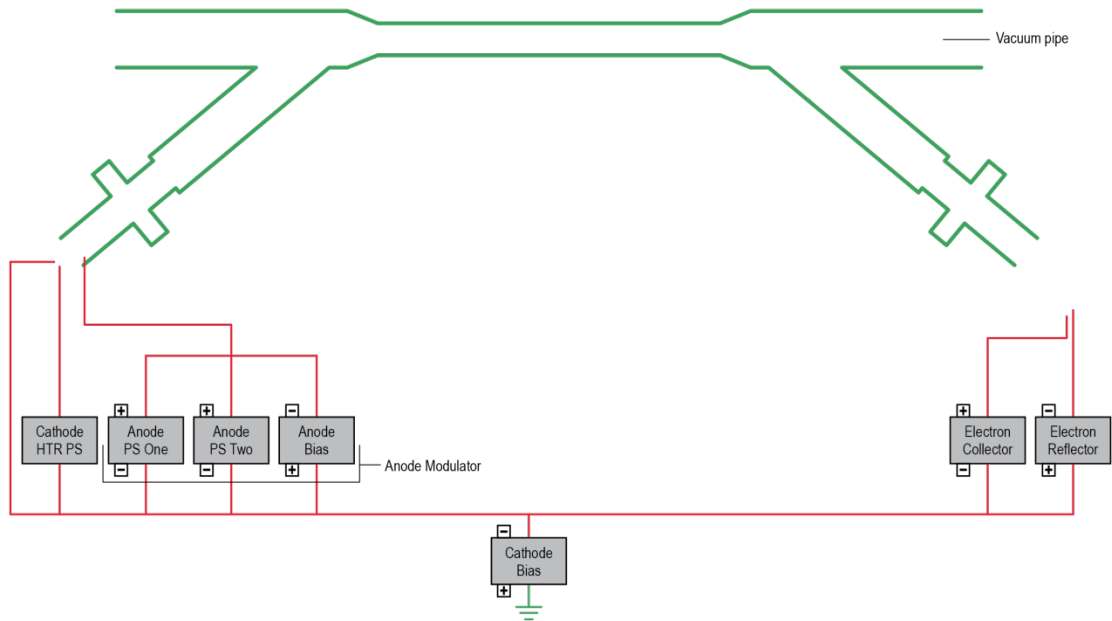 Vacuum pipe
+
+
-
Cathode
HTR PS
Anode
PS One
Anode
PS Two
Anode
Bias
-
-
+
Anode Modulator
+
-
Electron
Collector
Electron
Reflector
-
+
-
Cathode
Bias
+